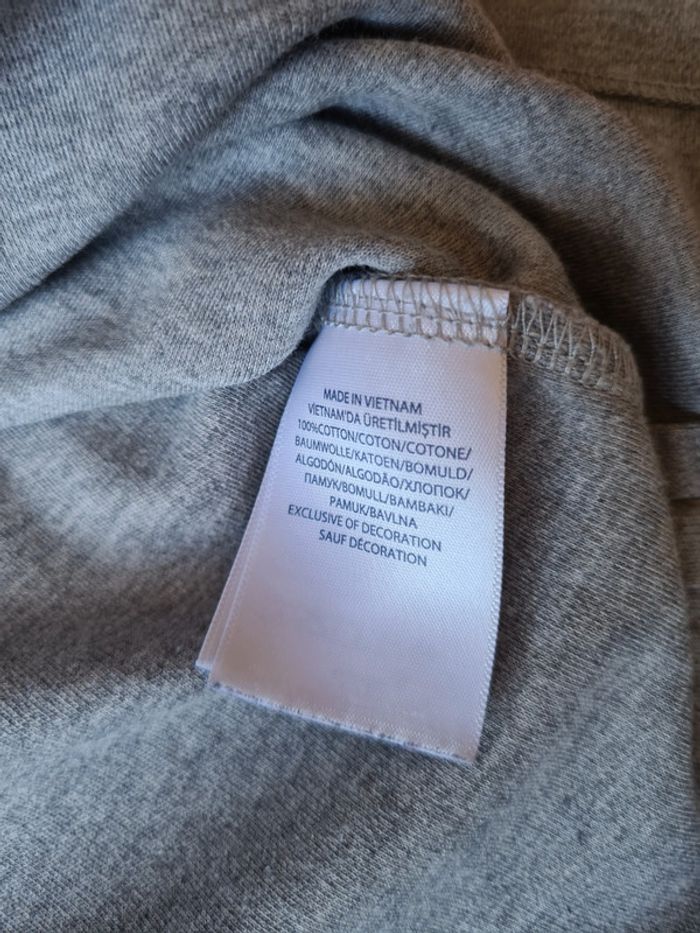 MADE IN VIETNAM
VIETNAM'DA ÜRETİLMİŞTİR
100%COTTON/COTON/COTONE/
BAUMWOLLE/KATOEN/BOMULD/
ALGODÓN/ALGODÃO/ХЛОПОК/
ПАМУК/BOMULL/BAMBAKI/
PAMUK/BAVLNA
EXCLUSIVE OF DECORATION
SAUF DÉCORATION